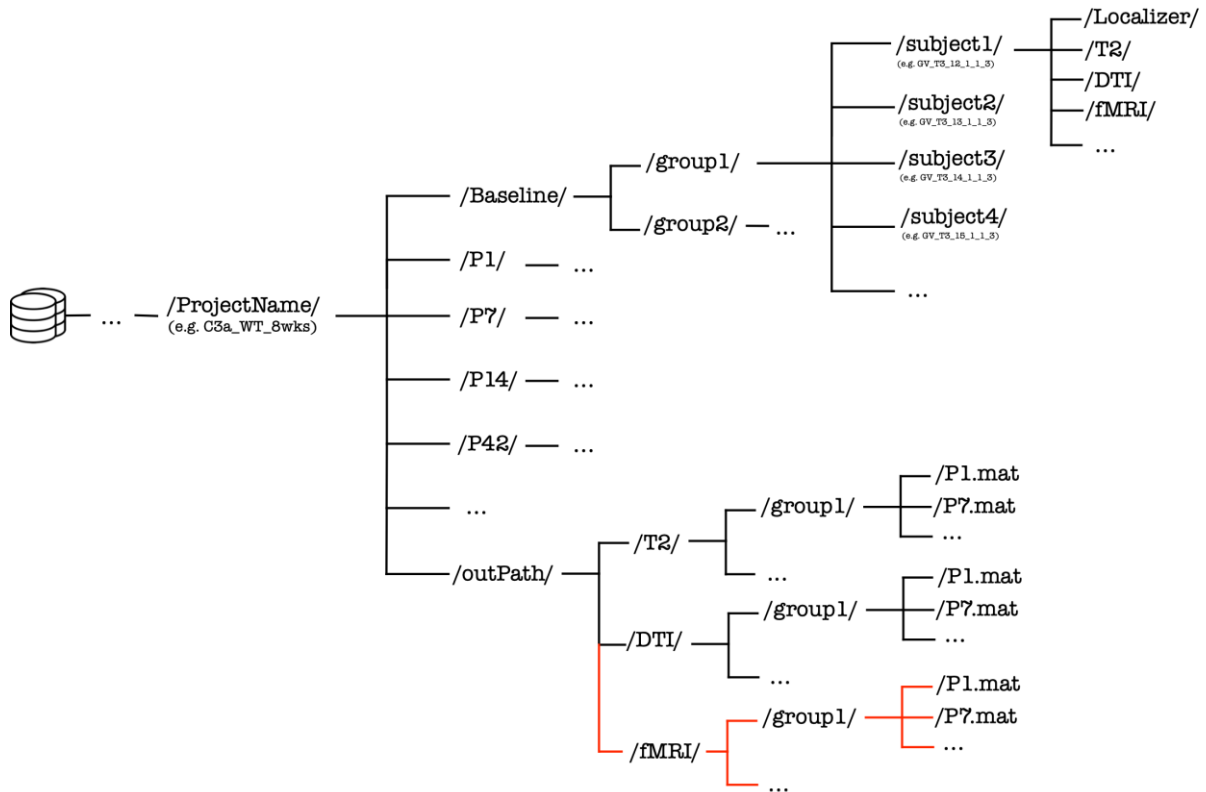 /Localizer/
/subject1/
(e.g. GV_T3_12_1_1_3)
/T2/
/DTI/
/subject2/
(e.g. GV_T3_13_1_1_3)
/fMRI/
...
/group1/
/subject3/
(e.g. GV_T3_14_1_1_3)
/Baseline/
/group2/
...
/subject4/
(e.g. GV_T3_15_1_1_3)
/P1/
...
...
...
/ProjectName/
(e.g. C3a_WT_8wks)
/P7/
...
/P14/
...
/P42/
...
...
/outPath/
/T2/
/group1/
/P1.mat
/P7.mat
...
...
/DTI/
/group1/
/P1.mat
/P7.mat
...
...
/fMRI/
/group1/
/P1.mat
/P7.mat
...
...